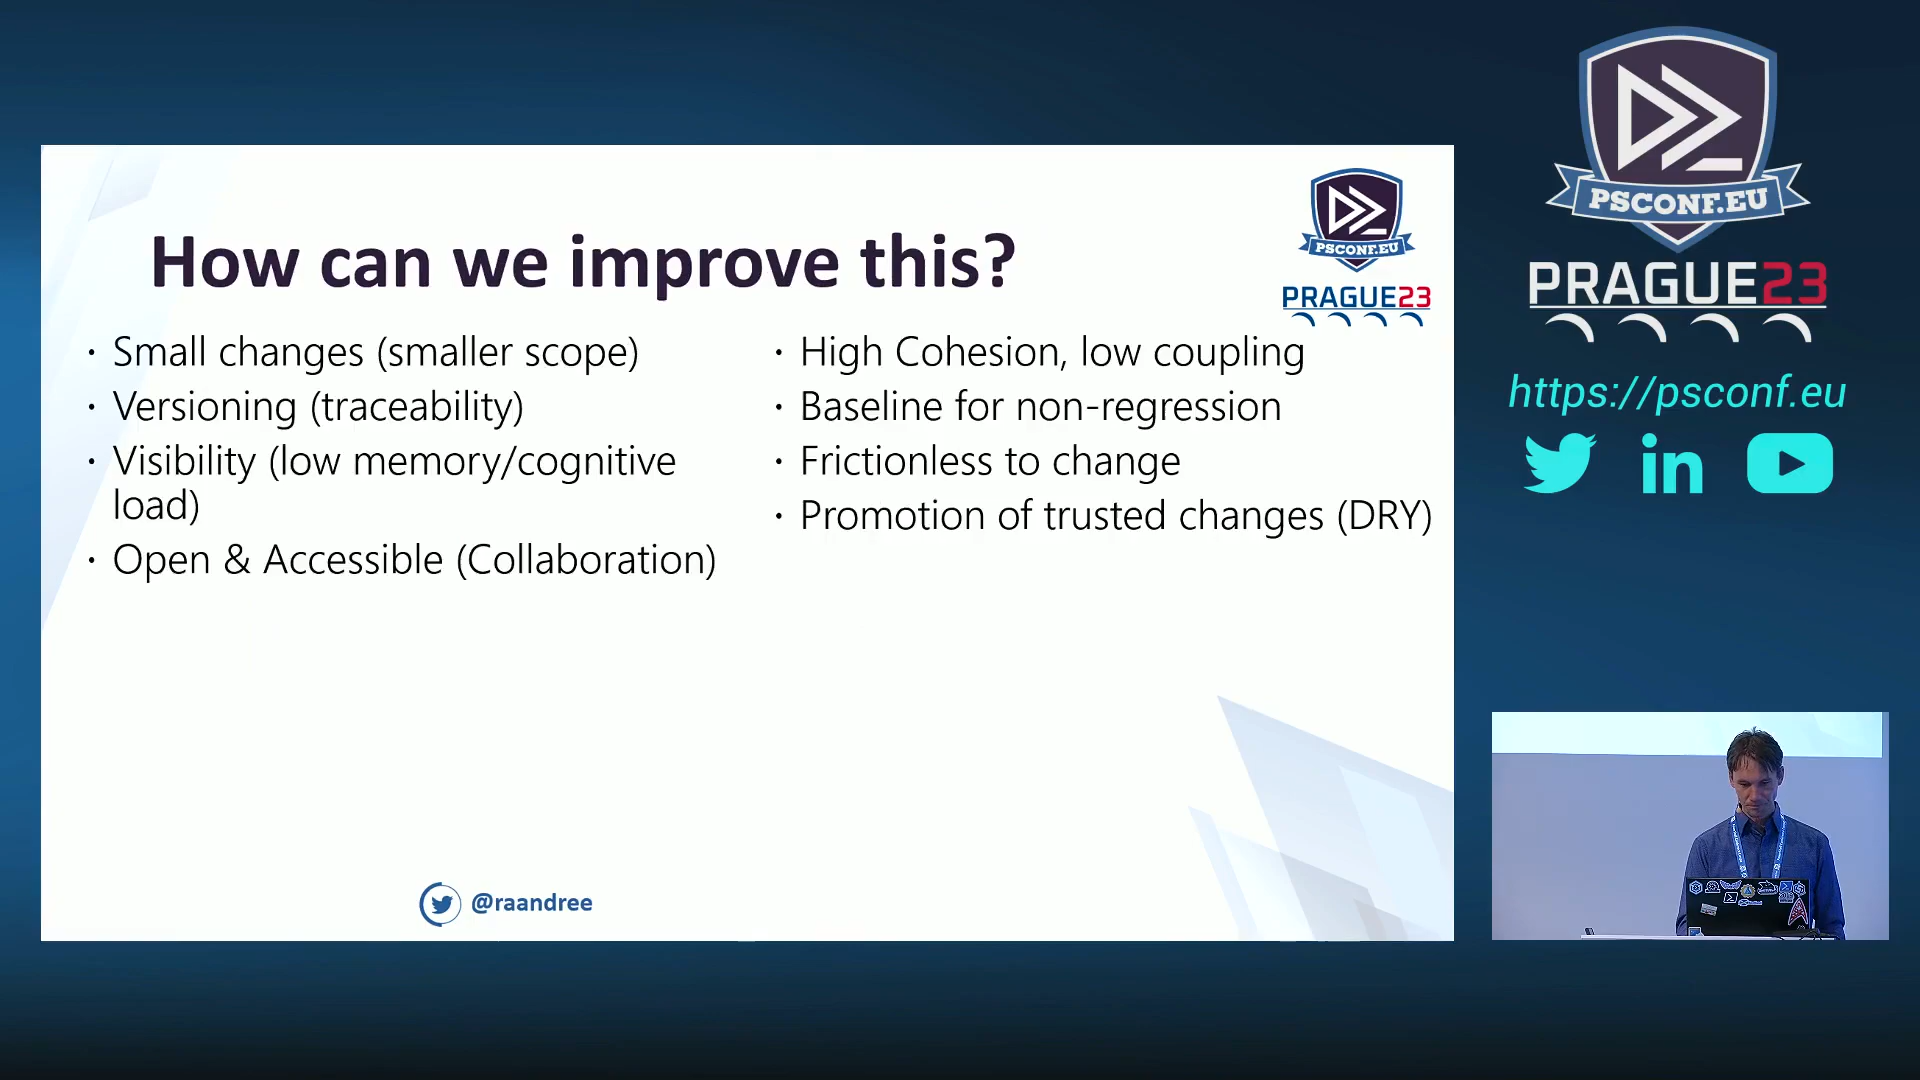 How can we improve this?
PSCONF.EU
PRAGUE23
· Small changes (smaller scope)
· Versioning (traceability)
· Visibility (low memory/cognitive
load)
· Open & Accessible (Collaboration)
· High Cohesion, low coupling
· Baseline for non-regression
· Frictionless to change
· Promotion of trusted changes (DRY)
@raandree
PSCONF.EU
PRAGUE23
https://psconf.eu
in